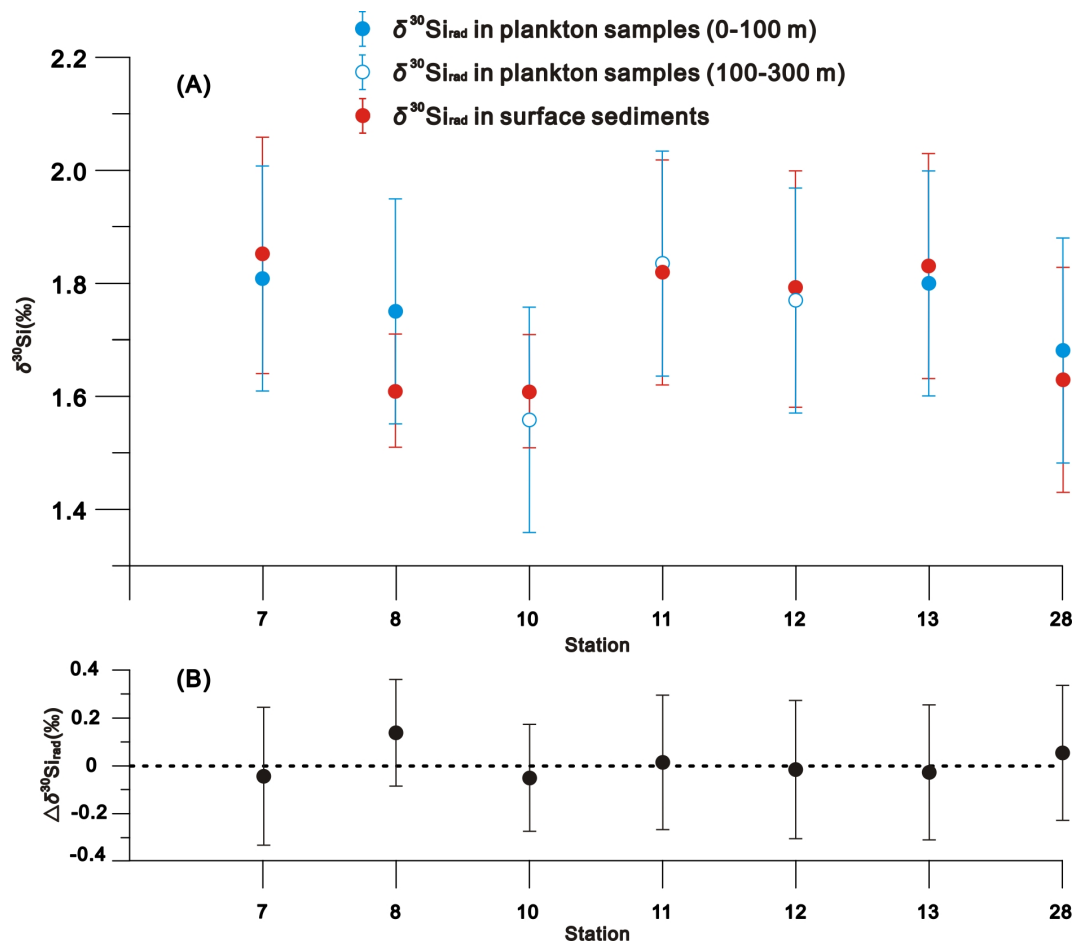 δ³⁰Sirad in plankton samples (0-100 m)
δ³⁰Sirad in plankton samples (100-300 m)
δ³⁰Sirad in surface sediments
(A)
2.2
2.0
1.8
1.6
1.4
δ³⁰Si(‰)
7 8 10 11 12 13 28
Station
(B)
0.4
0.2
0
-0.2
-0.4
△δ³⁰Sirad(‰)
7 8 10 11 12 13 28
Station